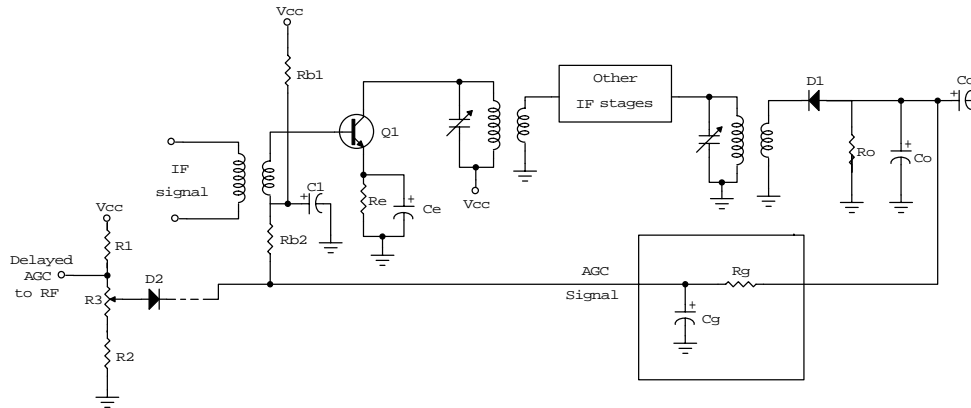 Vcc
Rb1
Other
IF stages
D1
Q1
IF
signal
C1
Re
Ce
Vcc
Ro
Co
Vcc
R1
Rb2
Delayed
AGC
to RF
D2
R3
AGC
Signal
Rg
Cg
R2